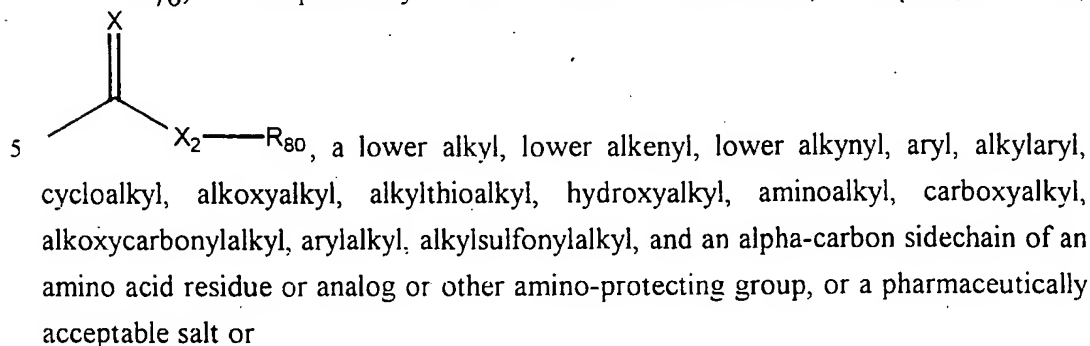 X
5 X₂—R₈₀, a lower alkyl, lower alkenyl, lower alkynyl, aryl, alkylaryl,
cycloalkyl, alkoxyalkyl, alkylthioalkyl, hydroxyalkyl, aminoalkyl, carboxyalkyl,
alkoxycarbonylalkyl, arylalkyl, alkylsulfonylalkyl, and an alpha-carbon sidechain of an
amino acid residue or analog or other amino-protecting group, or a pharmaceutically
acceptable salt or